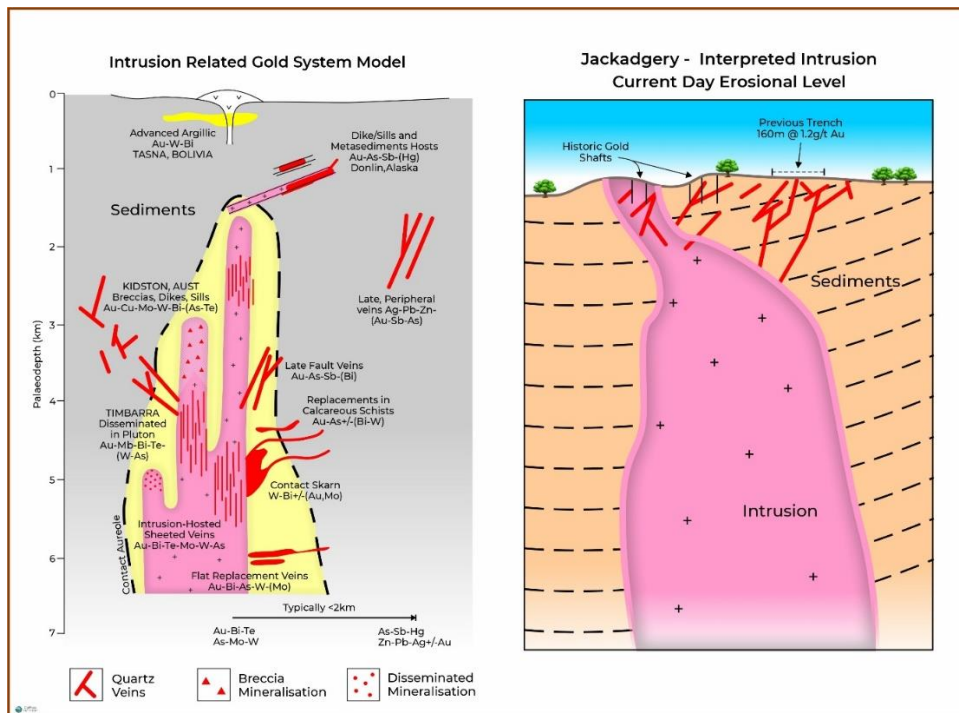 Intrusion Related Gold System Model
0
1
2
3
4
5
6
7
Palaeodepth (km)
Advanced Argillic
Au-W-Bi
TASNA, BOLIVIA
Dike/Sills and
Metasediments Hosts
Au-As-Sb-(Hg)
Donlin,Alaska
Sediments
KIDSTON, AUST
Breccias, Dikes, Sills
Au-Cu-Mo-W-Bi-(As-Te)
Late, Peripheral
veins Ag-Pb-Zn-
(Au-Sb-As)
Late Fault Veins
Au-As-Sb-(Bi)
TIMBARRA
Disseminated
in Pluton
Au-Mb-Bi-Te-
(W-As)
Replacements in
Calcareous Schists
Au-As+/-(Bi-W)
Contact Skarn
W-Bi+/-(Au,Mo)
Intrusion-Hosted
Sheeted Veins
Au-Bi-Te-Mo-W-As
Contact Aureole
Flat Replacement Veins
Au-Bi-As-W-(Mo)
Typically <2km
Au-Bi-Te
As-Mo-W
As-Sb-Hg
Zn-Pb-Ag+/-Au
Quartz
Veins
Breccia
Mineralisation
Disseminated
Mineralisation
Jackadgery - Interpreted Intrusion
Current Day Erosional Level
Historic Gold
Shafts
Previous Trench
160m @ 1.2g/t Au
Sediments
Intrusion